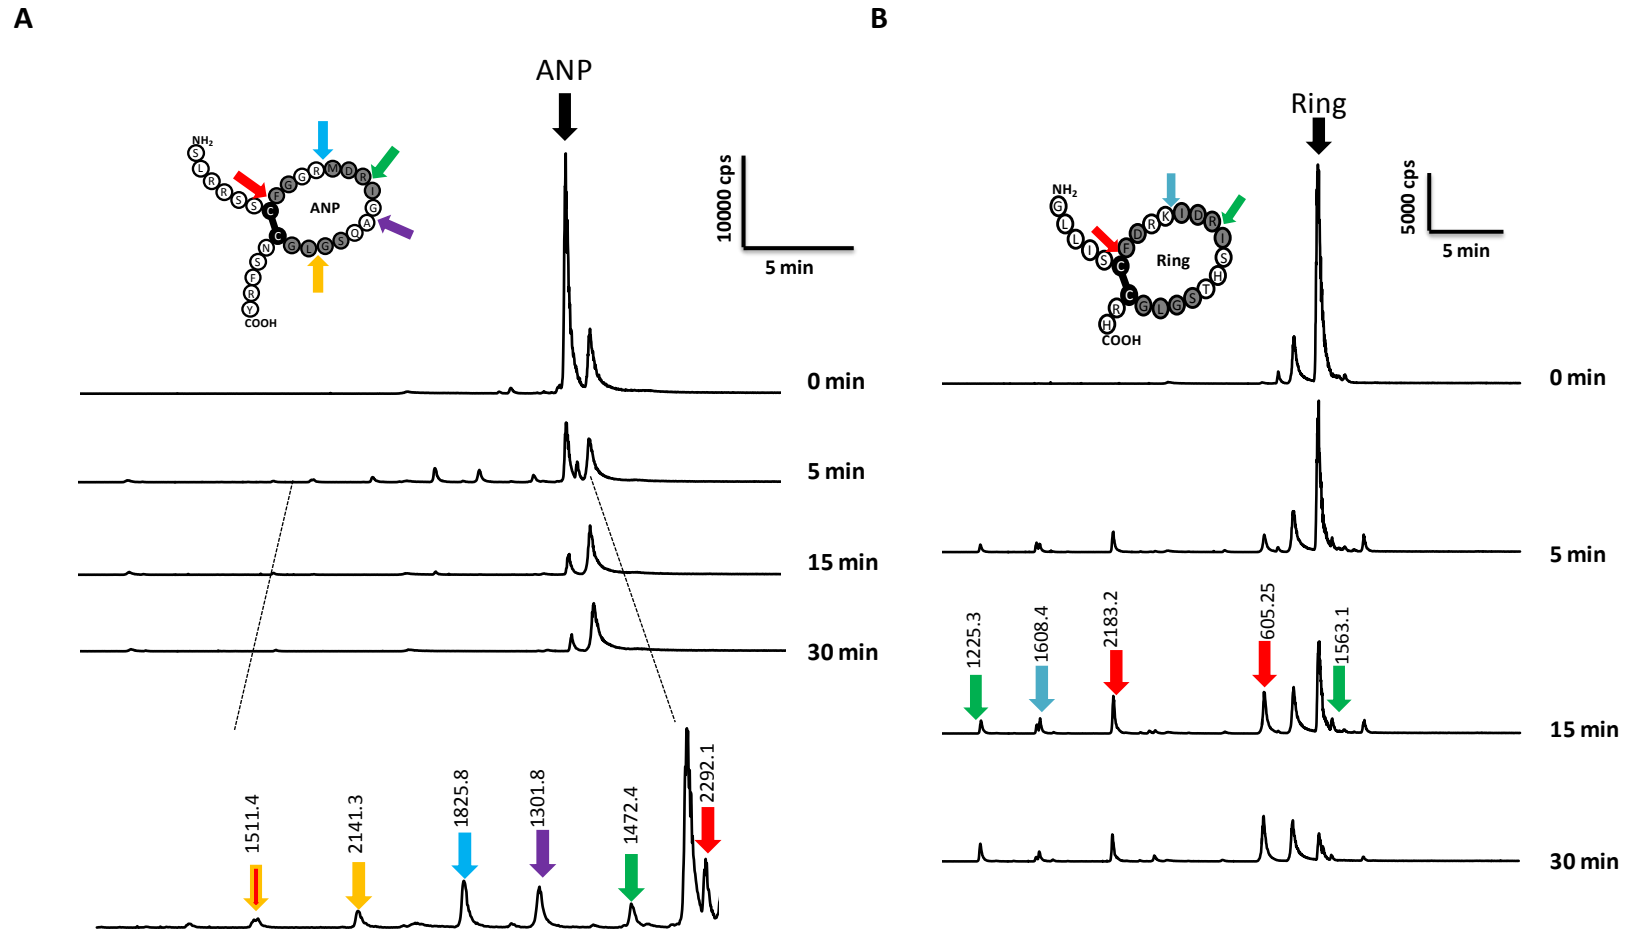 A
B
ANP
Ring
NH₂
S
L
R
R
S
S
C
F
G
G
R
M
D
R
I
G
A
Q
S
G
L
G
C
N
S
F
R
Y
COOH
ANP
10000 cps
5 min
NH₂
G
L
L
I
S
C
F
D
R
K
I
D
R
I
S
H
T
S
G
L
G
C
R
H
COOH
Ring
5000 cps
5 min
0 min
5 min
15 min
30 min
1511.4
2141.3
1825.8
1301.8
1472.4
2292.1
0 min
5 min
1225.3
1608.4
2183.2
605.25
1563.1
15 min
30 min